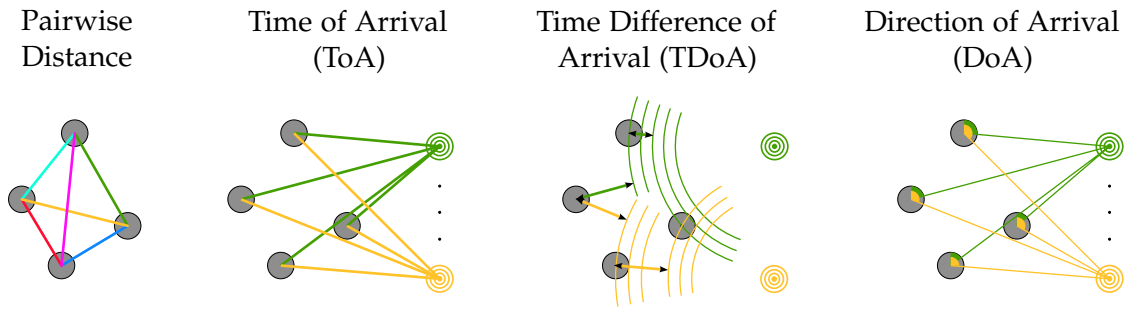 Pairwise
Distance
Time of Arrival
(ToA)
Time Difference of
Arrival (TDoA)
Direction of Arrival
(DoA)